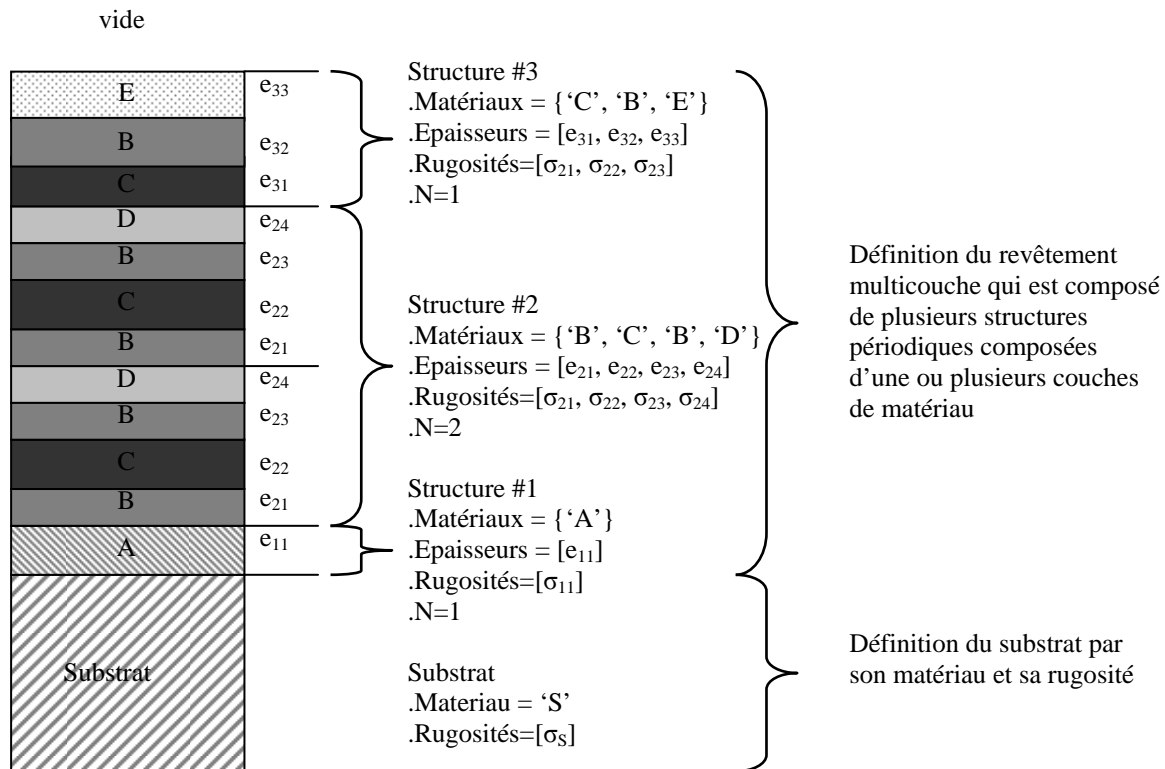 vide
E
B
C
D
B
C
B
D
B
C
B
A
Substrat
e₃₃
e₃₂
e₃₁
e₂₄
e₂₃
e₂₂
e₂₁
e₂₄
e₂₃
e₂₂
e₂₁
e₁₁
Structure #3
.Matériaux = {‘C’, ‘B’, ‘E’}
.Epaisseurs = [e₃₁, e₃₂, e₃₃]
.Rugosités=[σ₂₁, σ₂₂, σ₂₃]
.N=1
Structure #2
.Matériaux = {‘B’, ‘C’, ‘B’, ‘D’}
.Epaisseurs = [e₂₁, e₂₂, e₂₃, e₂₄]
.Rugosités=[σ₂₁, σ₂₂, σ₂₃, σ₂₄]
.N=2
Structure #1
.Matériaux = {‘A’}
.Epaisseurs = [e₁₁]
.Rugosités=[σ₁₁]
.N=1
Substrat
.Materiau = ‘S’
.Rugosités=[σS]
Définition du revêtement
multicouche qui est composé
de plusieurs structures
périodiques composées
d’une ou plusieurs couches
de matériau
Définition du substrat par
son matériau et sa rugosité